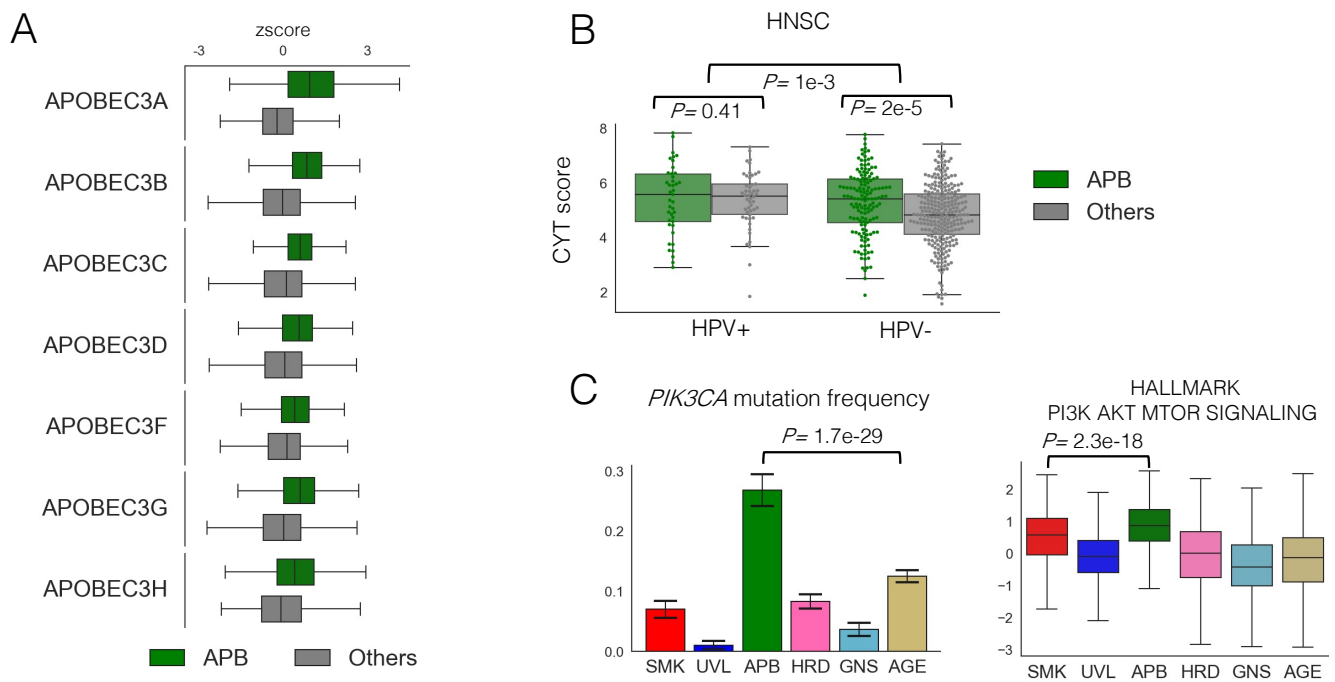 A
zscore
-3 0 3
APOBEC3A
APOBEC3B
APOBEC3C
APOBEC3D
APOBEC3F
APOBEC3G
APOBEC3H
APB Others
B
HNSC
P= 1e-3
P= 0.41 P= 2e-5
8
6
4
2
CYT score
HPV+ HPV-
APB
Others
C
PIK3CA mutation frequency
P= 1.7e-29
0.3
0.2
0.1
0.0
SMK UVL APB HRD GNS AGE
HALLMARK
PI3K AKT MTOR SIGNALING
P= 2.3e-18
2
1
0
−1
−2
−3
SMK UVL APB HRD GNS AGE